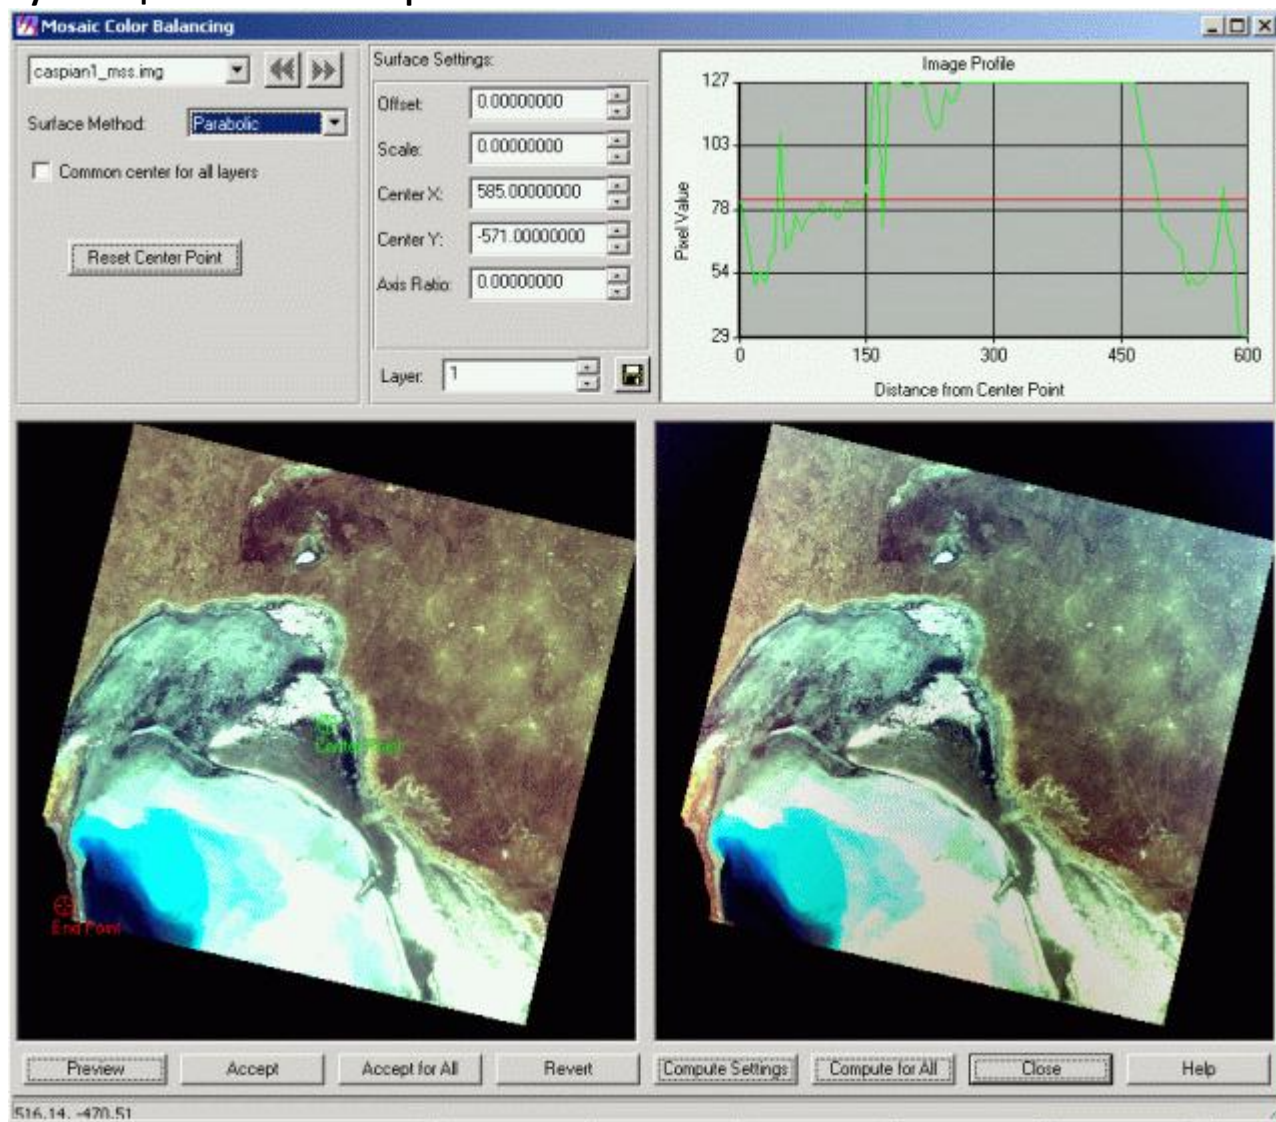 Mosaic Color Balancing
caspian1_mss.img
Surface Method: Parabolic
Common center for all layers
Reset Center Point
Surface Settings:
Offset: 0.00000000
Scale: 0.00000000
Center X: 585.00000000
Center Y: -571.00000000
Axis Ratio: 0.00000000
Layer: 1
Image Profile
127
103
78
54
29
Pixel Value
0 150 300 450 600
Distance from Center Point
Center Point
End Point
Preview Accept Accept for All Revert Compute Settings Compute for All Close Help
516.14, -470.51